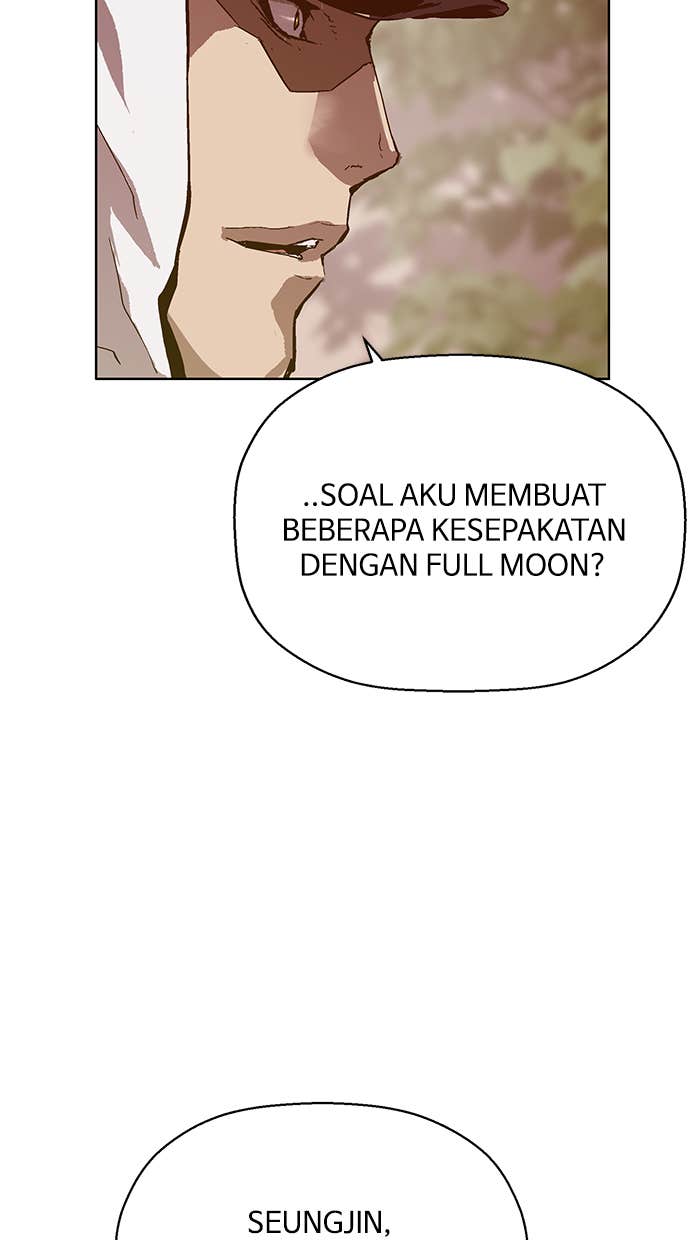 ..SOAL AKU MEMBUAT
BEBERAPA KESEPAKATAN
DENGAN FULL MOON?
SEUNGJIN,